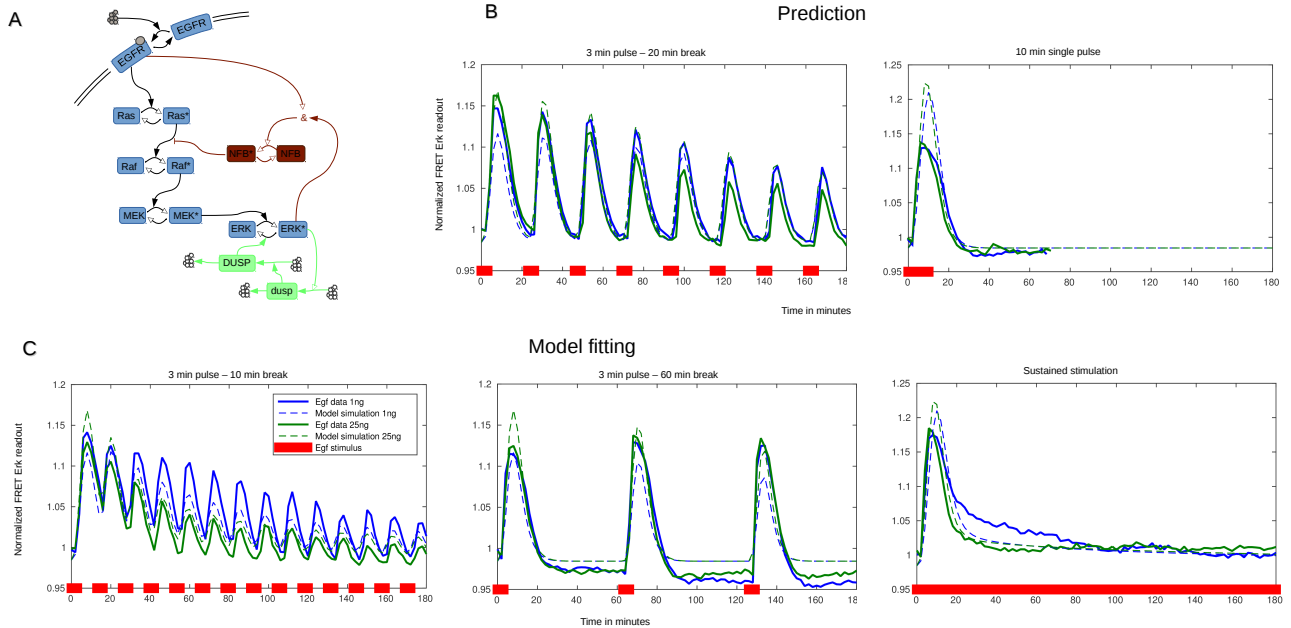 A
EGFR
EGFR
Ras
Ras*
&
NFB*
NFB
Raf
Raf*
MEK
MEK*
ERK
ERK*
DUSP
dusp
B
Prediction
3 min pulse – 20 min break
Normalized FRET Erk readout
1.2
1.15
1.1
1.05
1
0.95
0 20 40 60 80 100 120 140 160 180
Time in minutes
10 min single pulse
1.25
1.2
1.15
1.1
1.05
1
0.95
0 20 40 60 80 100 120 140 160 180
C
Model fitting
3 min pulse – 10 min break
Normalized FRET Erk readout
1.2
1.15
1.1
1.05
1
0.95
0 20 40 60 80 100 120 140 160 180
Egf data 1ng
Model simulation 1ng
Egf data 25ng
Model simulation 25ng
Egf stimulus
3 min pulse – 60 min break
1.2
1.15
1.1
1.05
1
0.95
0 20 40 60 80 100 120 140 160 180
Time in minutes
Sustained stimulation
1.25
1.2
1.15
1.1
1.05
1
0.95
0 20 40 60 80 100 120 140 160 180